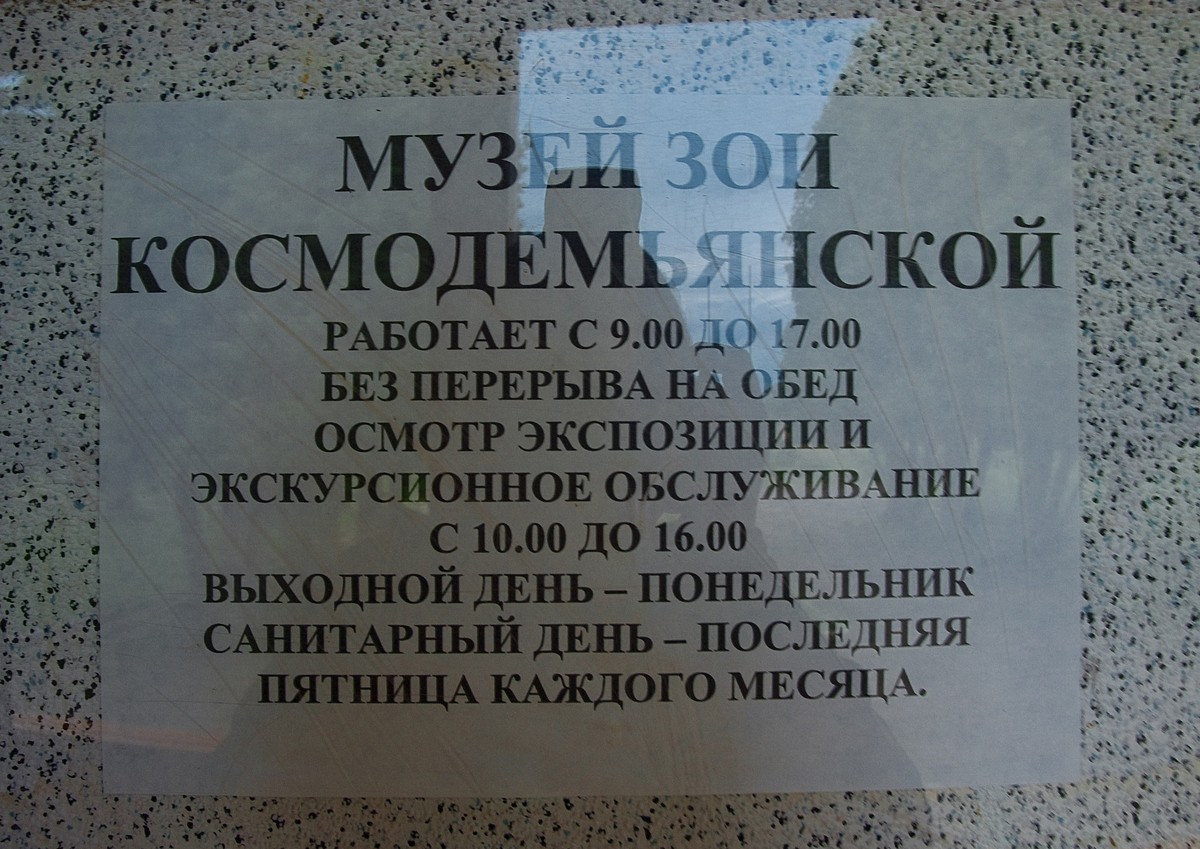 МУЗЕЙ ЗОИ
КОСМОДЕМЬЯНСКОЙ
РАБОТАЕТ С 9.00 ДО 17.00
БЕЗ ПЕРЕРЫВА НА ОБЕД
ОСМОТР ЭКСПОЗИЦИИ И
ЭКСКУРСИОННОЕ ОБСЛУЖИВАНИЕ
С 10.00 ДО 16.00
ВЫХОДНОЙ ДЕНЬ – ПОНЕДЕЛЬНИК
САНИТАРНЫЙ ДЕНЬ – ПОСЛЕДНЯЯ
ПЯТНИЦА КАЖДОГО МЕСЯЦА.